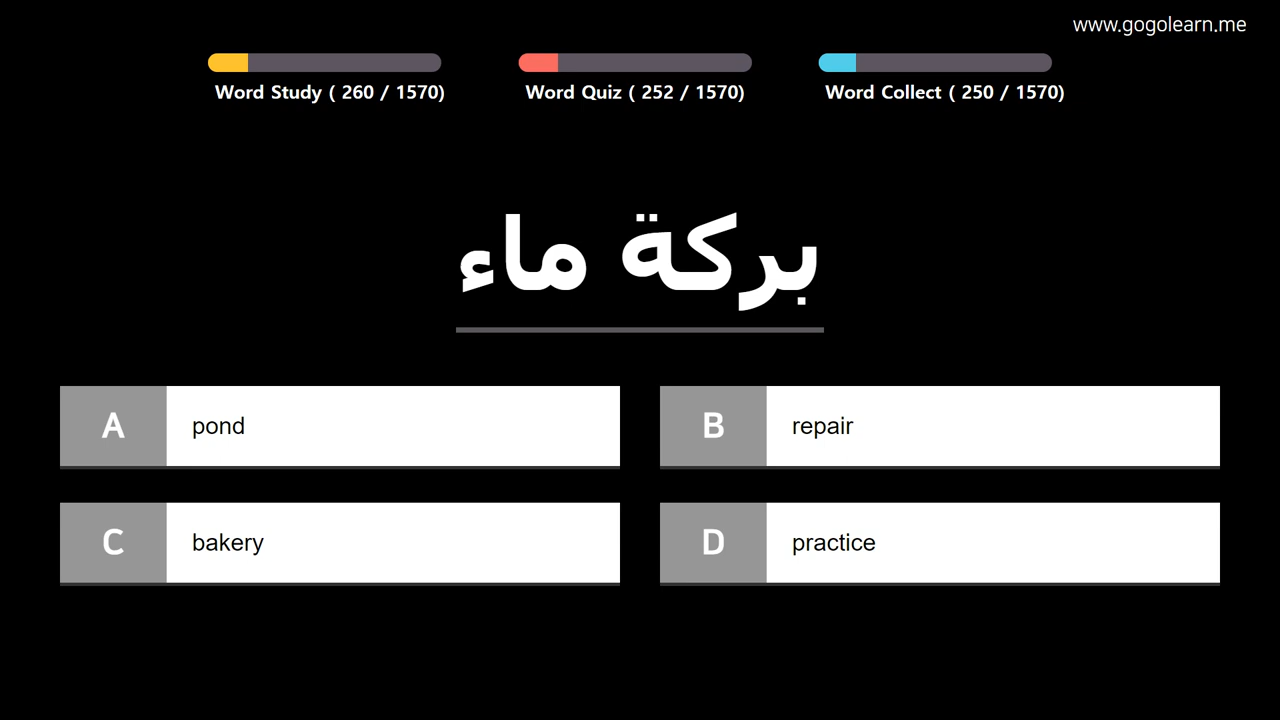 www.gogolearn.me
Word Study ( 260 / 1570)
Word Quiz ( 252 / 1570)
Word Collect ( 250 / 1570)
بركة ماء
A pond
B repair
C bakery
D practice